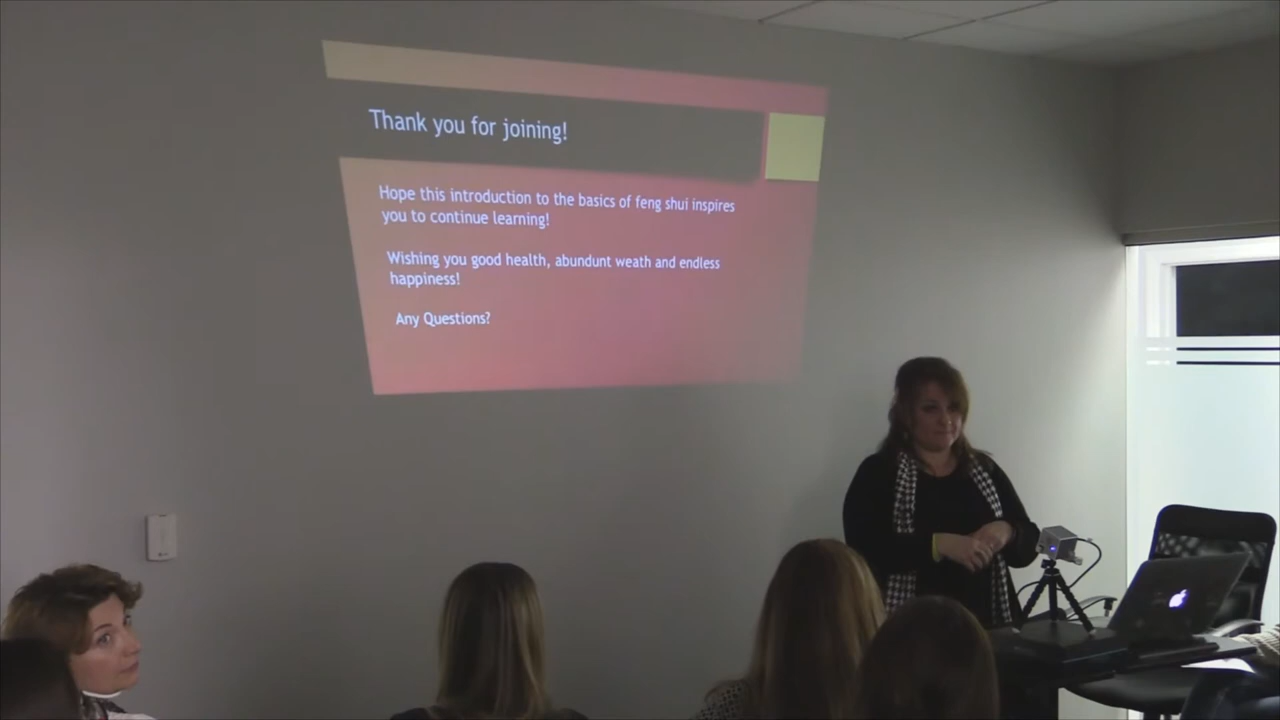 Thank you for joining!
Hope this introduction to the basics of feng shui inspires
you to continue learning!
Wishing you good health, abundunt weath and endless
happiness!
Any Questions?